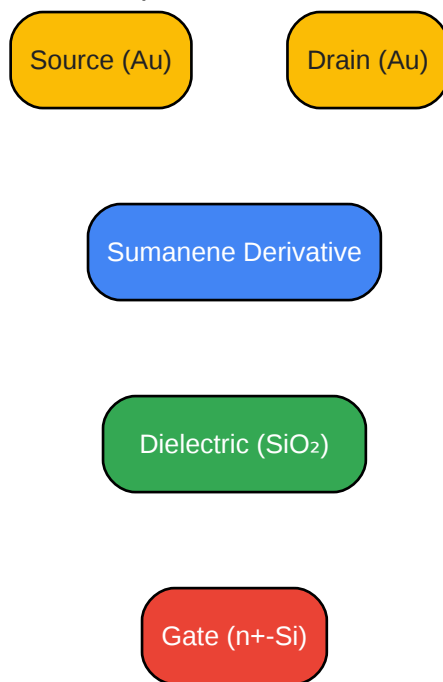 Source (Au)
Drain (Au)
Sumanene Derivative
Dielectric (SiO₂)
Gate (n+-Si)